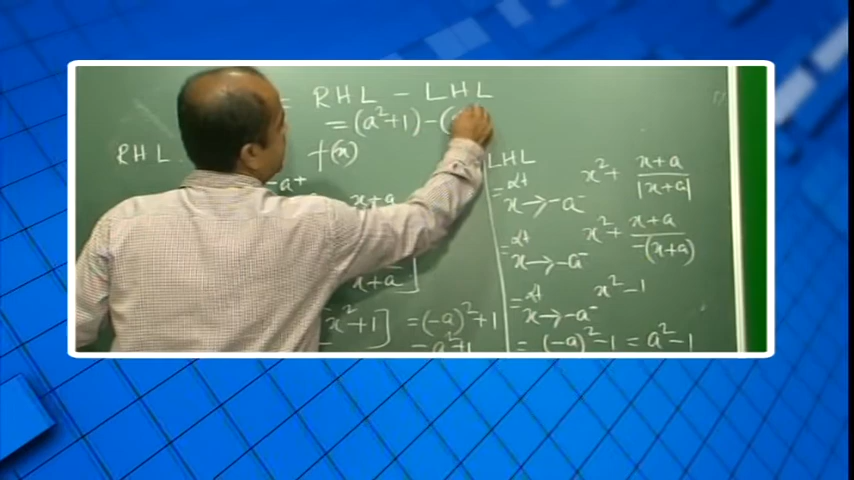 = RHL - LHL
= (a²+1) - (
RHL
f(x)
-a⁺
x+a
x+a]
x²+1] = (-a)²+1
= a²+1
LHL
= Lt x→-a⁻ x² + (x+a)/|x+a|
= Lt x→-a⁻ x² + (x+a)/-(x+a)
= Lt x→-a⁻ x²-1
= (-a)²-1 = a²-1